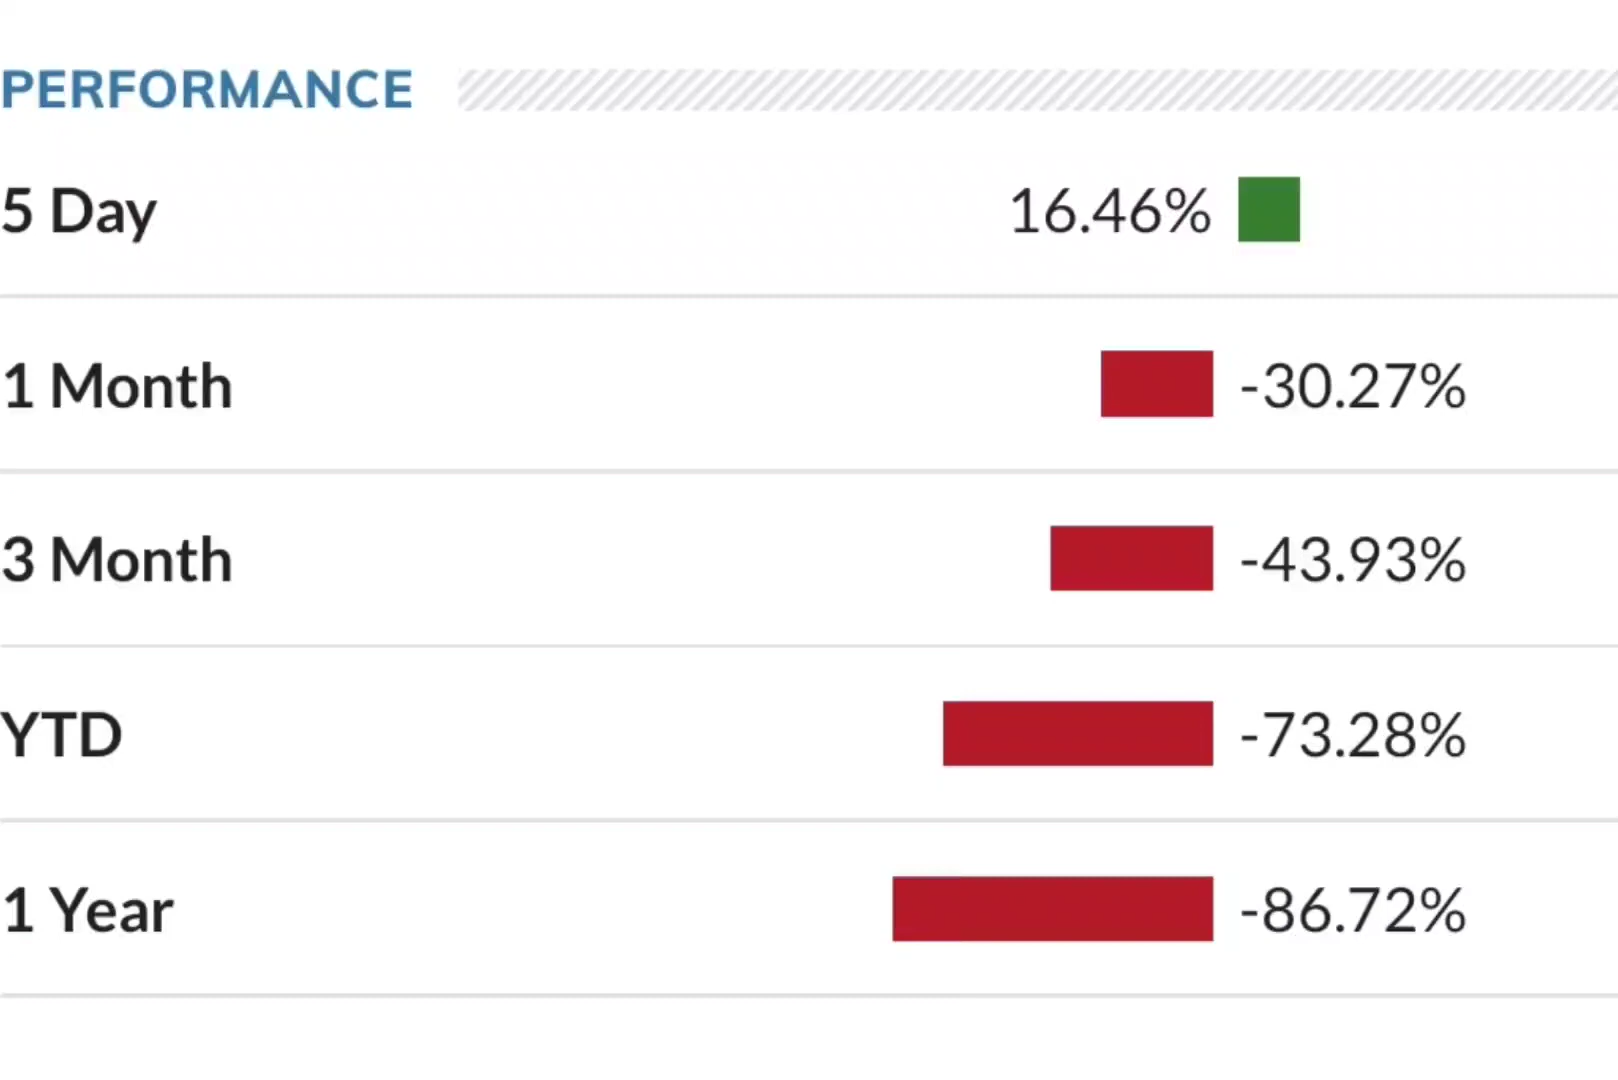 PERFORMANCE
5 Day 16.46%
1 Month -30.27%
3 Month -43.93%
YTD -73.28%
1 Year -86.72%